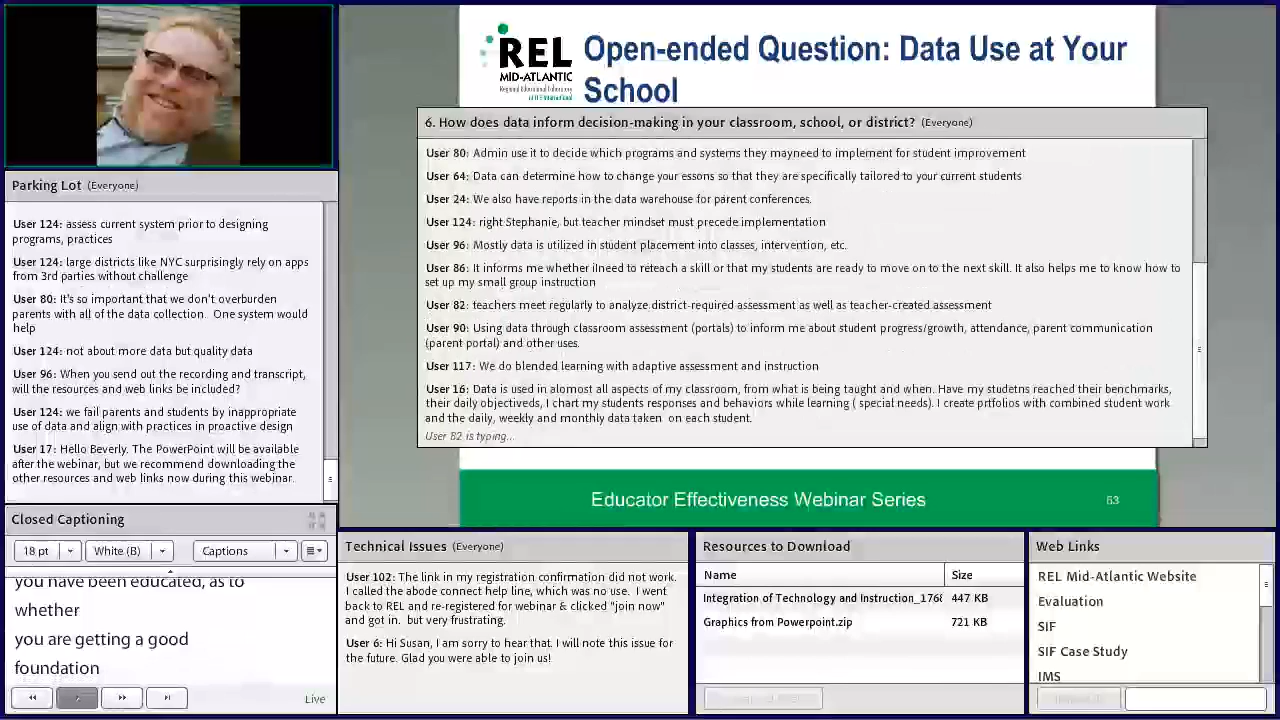 REL
MID-ATLANTIC
Regional Educational Laboratory
Open-ended Question: Data Use at Your
School
6. How does data inform decision-making in your classroom, school, or district? (Everyone)
User 80: Admin use it to decide which programs and systems they mayneed to implement for student improvement
User 64: Data can determine how to change your essons so that they are specifically tailored to your current students
User 24: We also have reports in the data warehouse for parent conferences.
User 124: right Stephanie, but teacher mindset must precede implementation
User 96: Mostly data is utilized in student placement into classes, intervention, etc.
User 86: It informs me whether iIneed to reteach a skill or that my students are ready to move on to the next skill. It also helps me to know how to
set up my small group instruction
User 82: teachers meet regularly to analyze district-required assessment as well as teacher-created assessment
User 90: Using data through classroom assessment (portals) to inform me about student progress/growth, attendance, parent communication
(parent portal) and other uses.
User 117: We do blended learning with adaptive assessment and instruction
User 16: Data is used in alomost all aspects of my classroom, from what is being taught and when. Have my studetns reached their benchmarks,
their daily objectiveds, I chart my students responses and behaviors while learning ( special needs). I create prtfolios with combined student work
and the daily, weekly and monthly data taken on each student.
User 82 is typing...
Educator Effectiveness Webinar Series
63
Parking Lot (Everyone)
User 124: assess current system prior to designing
programs, practices
User 124: large districts like NYC surprisingly rely on apps
from 3rd parties without challenge
User 80: It's so important that we don't overburden
parents with all of the data collection. One system would
help
User 124: not about more data but quality data
User 96: When you send out the recording and transcript,
will the resources and web links be included?
User 124: we fail parents and students by inappropriate
use of data and align with practices in proactive design
User 17: Hello Beverly. The PowerPoint will be available
after the webinar, but we recommend downloading the
other resources and web links now during this webinar.
Closed Captioning
18 pt White (B) Captions
you have been educated, as to
whether
you are getting a good
foundation
Live
Technical Issues (Everyone)
User 102: The link in my registration confirmation did not work.
I called the abode connect help line, which was no use. I went
back to REL and re-registered for webinar & clicked "join now"
and got in. but very frustrating.
User 6: Hi Susan, I am sorry to hear that. I will note this issue for
the future. Glad you were able to join us!
Resources to Download
Name Size
Integration of Technology and Instruction_176 447 KB
Graphics from Powerpoint.zip 721 KB
Web Links
REL Mid-Atlantic Website
Evaluation
SIF
SIF Case Study
IMS